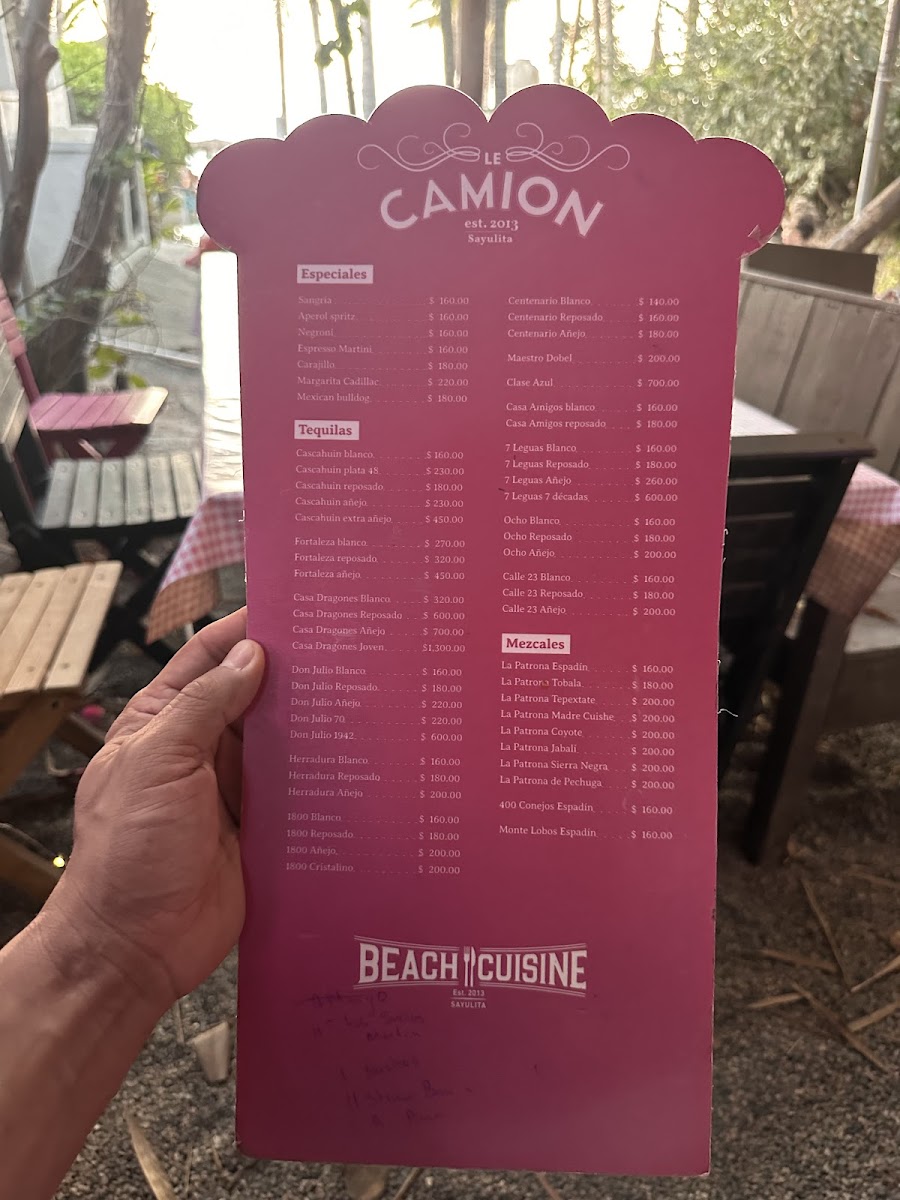 LE
CAMION
est. 2013
Sayulita
Especiales
Sangria $ 160.00
Aperol spritz $ 160.00
Negroni $ 160.00
Espresso Martini $ 160.00
Carajillo $ 180.00
Margarita Cadillac $ 220.00
Mexican bulldog $ 180.00
Tequilas
Cascahuin blanco $ 160.00
Cascahuin plata 48 $ 230.00
Cascahuin reposado $ 180.00
Cascahuin añejo $ 230.00
Cascahuin extra añejo $ 450.00
Fortaleza blanco $ 270.00
Fortaleza reposado $ 320.00
Fortaleza añejo $ 450.00
Casa Dragones Blanco $ 320.00
Casa Dragones Reposado $ 600.00
Casa Dragones Añejo $ 700.00
Casa Dragones Joven $1,300.00
Don Julio Blanco $ 160.00
Don Julio Reposado $ 180.00
Don Julio Añejo $ 220.00
Don Julio 70 $ 220.00
Don Julio 1942 $ 600.00
Herradura Blanco $ 160.00
Herradura Reposado $ 180.00
Herradura Añejo $ 200.00
1800 Blanco $ 160.00
1800 Reposado $ 180.00
1800 Añejo $ 200.00
1800 Cristalino $ 200.00
Centenario Blanco $ 140.00
Centenario Reposado $ 160.00
Centenario Añejo $ 180.00
Maestro Dobel $ 200.00
Clase Azul $ 700.00
Casa Amigos blanco $ 160.00
Casa Amigos reposado $ 180.00
7 Leguas Blanco $ 160.00
7 Leguas Reposado $ 180.00
7 Leguas Añejo $ 260.00
7 Leguas 7 décadas $ 600.00
Ocho Blanco $ 160.00
Ocho Reposado $ 180.00
Ocho Añejo $ 200.00
Calle 23 Blanco $ 160.00
Calle 23 Reposado $ 180.00
Calle 23 Añejo $ 200.00
Mezcales
La Patrona Espadín $ 160.00
La Patrona Tobala $ 180.00
La Patrona Tepextate $ 200.00
La Patrona Madre Cuishe $ 200.00
La Patrona Coyote $ 200.00
La Patrona Jabalí $ 200.00
La Patrona Sierra Negra $ 200.00
La Patrona de Pechuga $ 200.00
400 Conejos Espadín $ 160.00
Monte Lobos Espadín $ 160.00
BEACH CUISINE
Est. 2013
SAYULITA